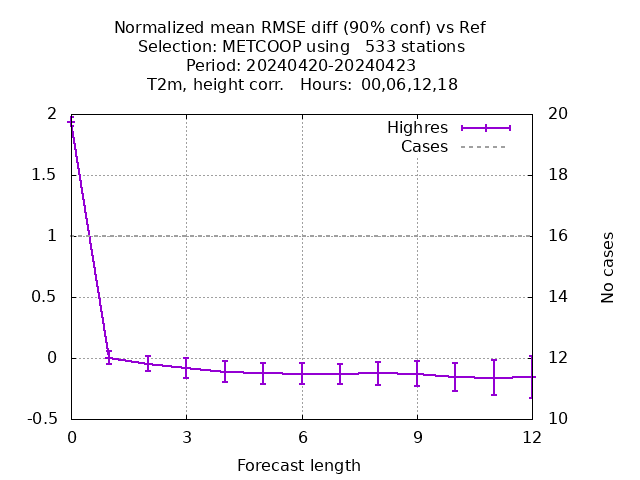 Normalized mean RMSE diff (90% conf) vs Ref
Selection: METCOOP using   533 stations
Period: 20240420-20240423
T2m, height corr.   Hours:  00,06,12,18
Highres
Cases
2
1.5
1
0.5
0
-0.5
20
18
16
14
12
10
No cases
0
3
6
9
12
Forecast length